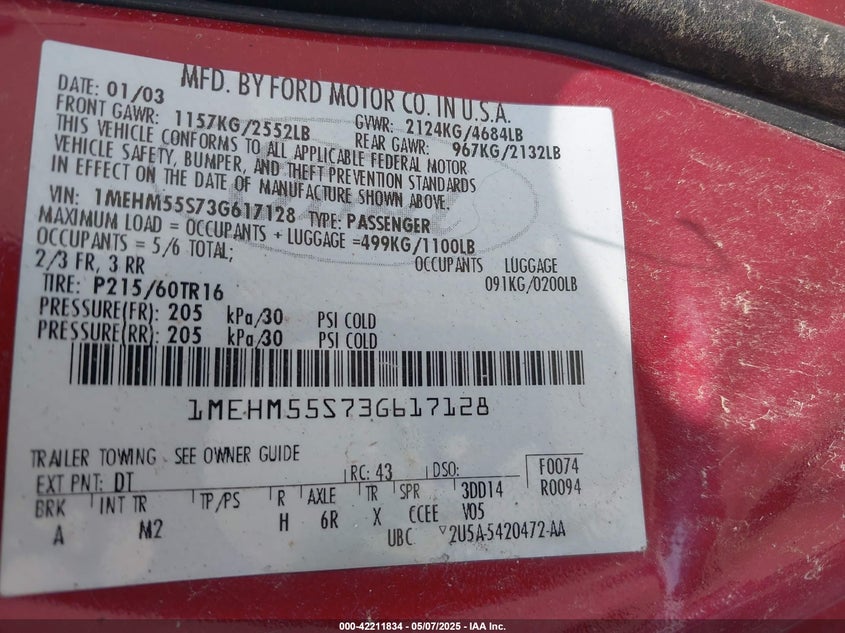 MFD. BY FORD MOTOR CO. IN U.S.A.
DATE: 01/03 GVWR: 2124KG/4684LB
FRONT GAWR: 1157KG/2552LB REAR GAWR: 967KG/2132LB
THIS VEHICLE CONFORMS TO ALL APPLICABLE FEDERAL MOTOR
VEHICLE SAFETY, BUMPER, AND THEFT PREVENTION STANDARDS
IN EFFECT ON THE DATE OF MANUFACTURE SHOWN ABOVE.
VIN: 1MEHM55S73G617128 TYPE: PASSENGER
MAXIMUM LOAD = OCCUPANTS + LUGGAGE =499KG/1100LB
OCCUPANTS = 5/6 TOTAL; OCCUPANTS LUGGAGE
2/3 FR, 3 RR 091KG/0200LB
TIRE: P215/60TR16
PRESSURE(FR): 205 kPa/30 PSI COLD
PRESSURE(RR): 205 kPa/30 PSI COLD
1MEHM55S73G617128
TRAILER TOWING - SEE OWNER GUIDE
EXT PNT: DT RC: 43 DSO: F0074
BRK INT TR TP/PS R AXLE TR SPR 3DD14 R0094
A M2 H 6R X CCEE V05
UBC ▽2U5A-5420472-AA
000-42211834 - 05/07/2025 - IAA Inc.